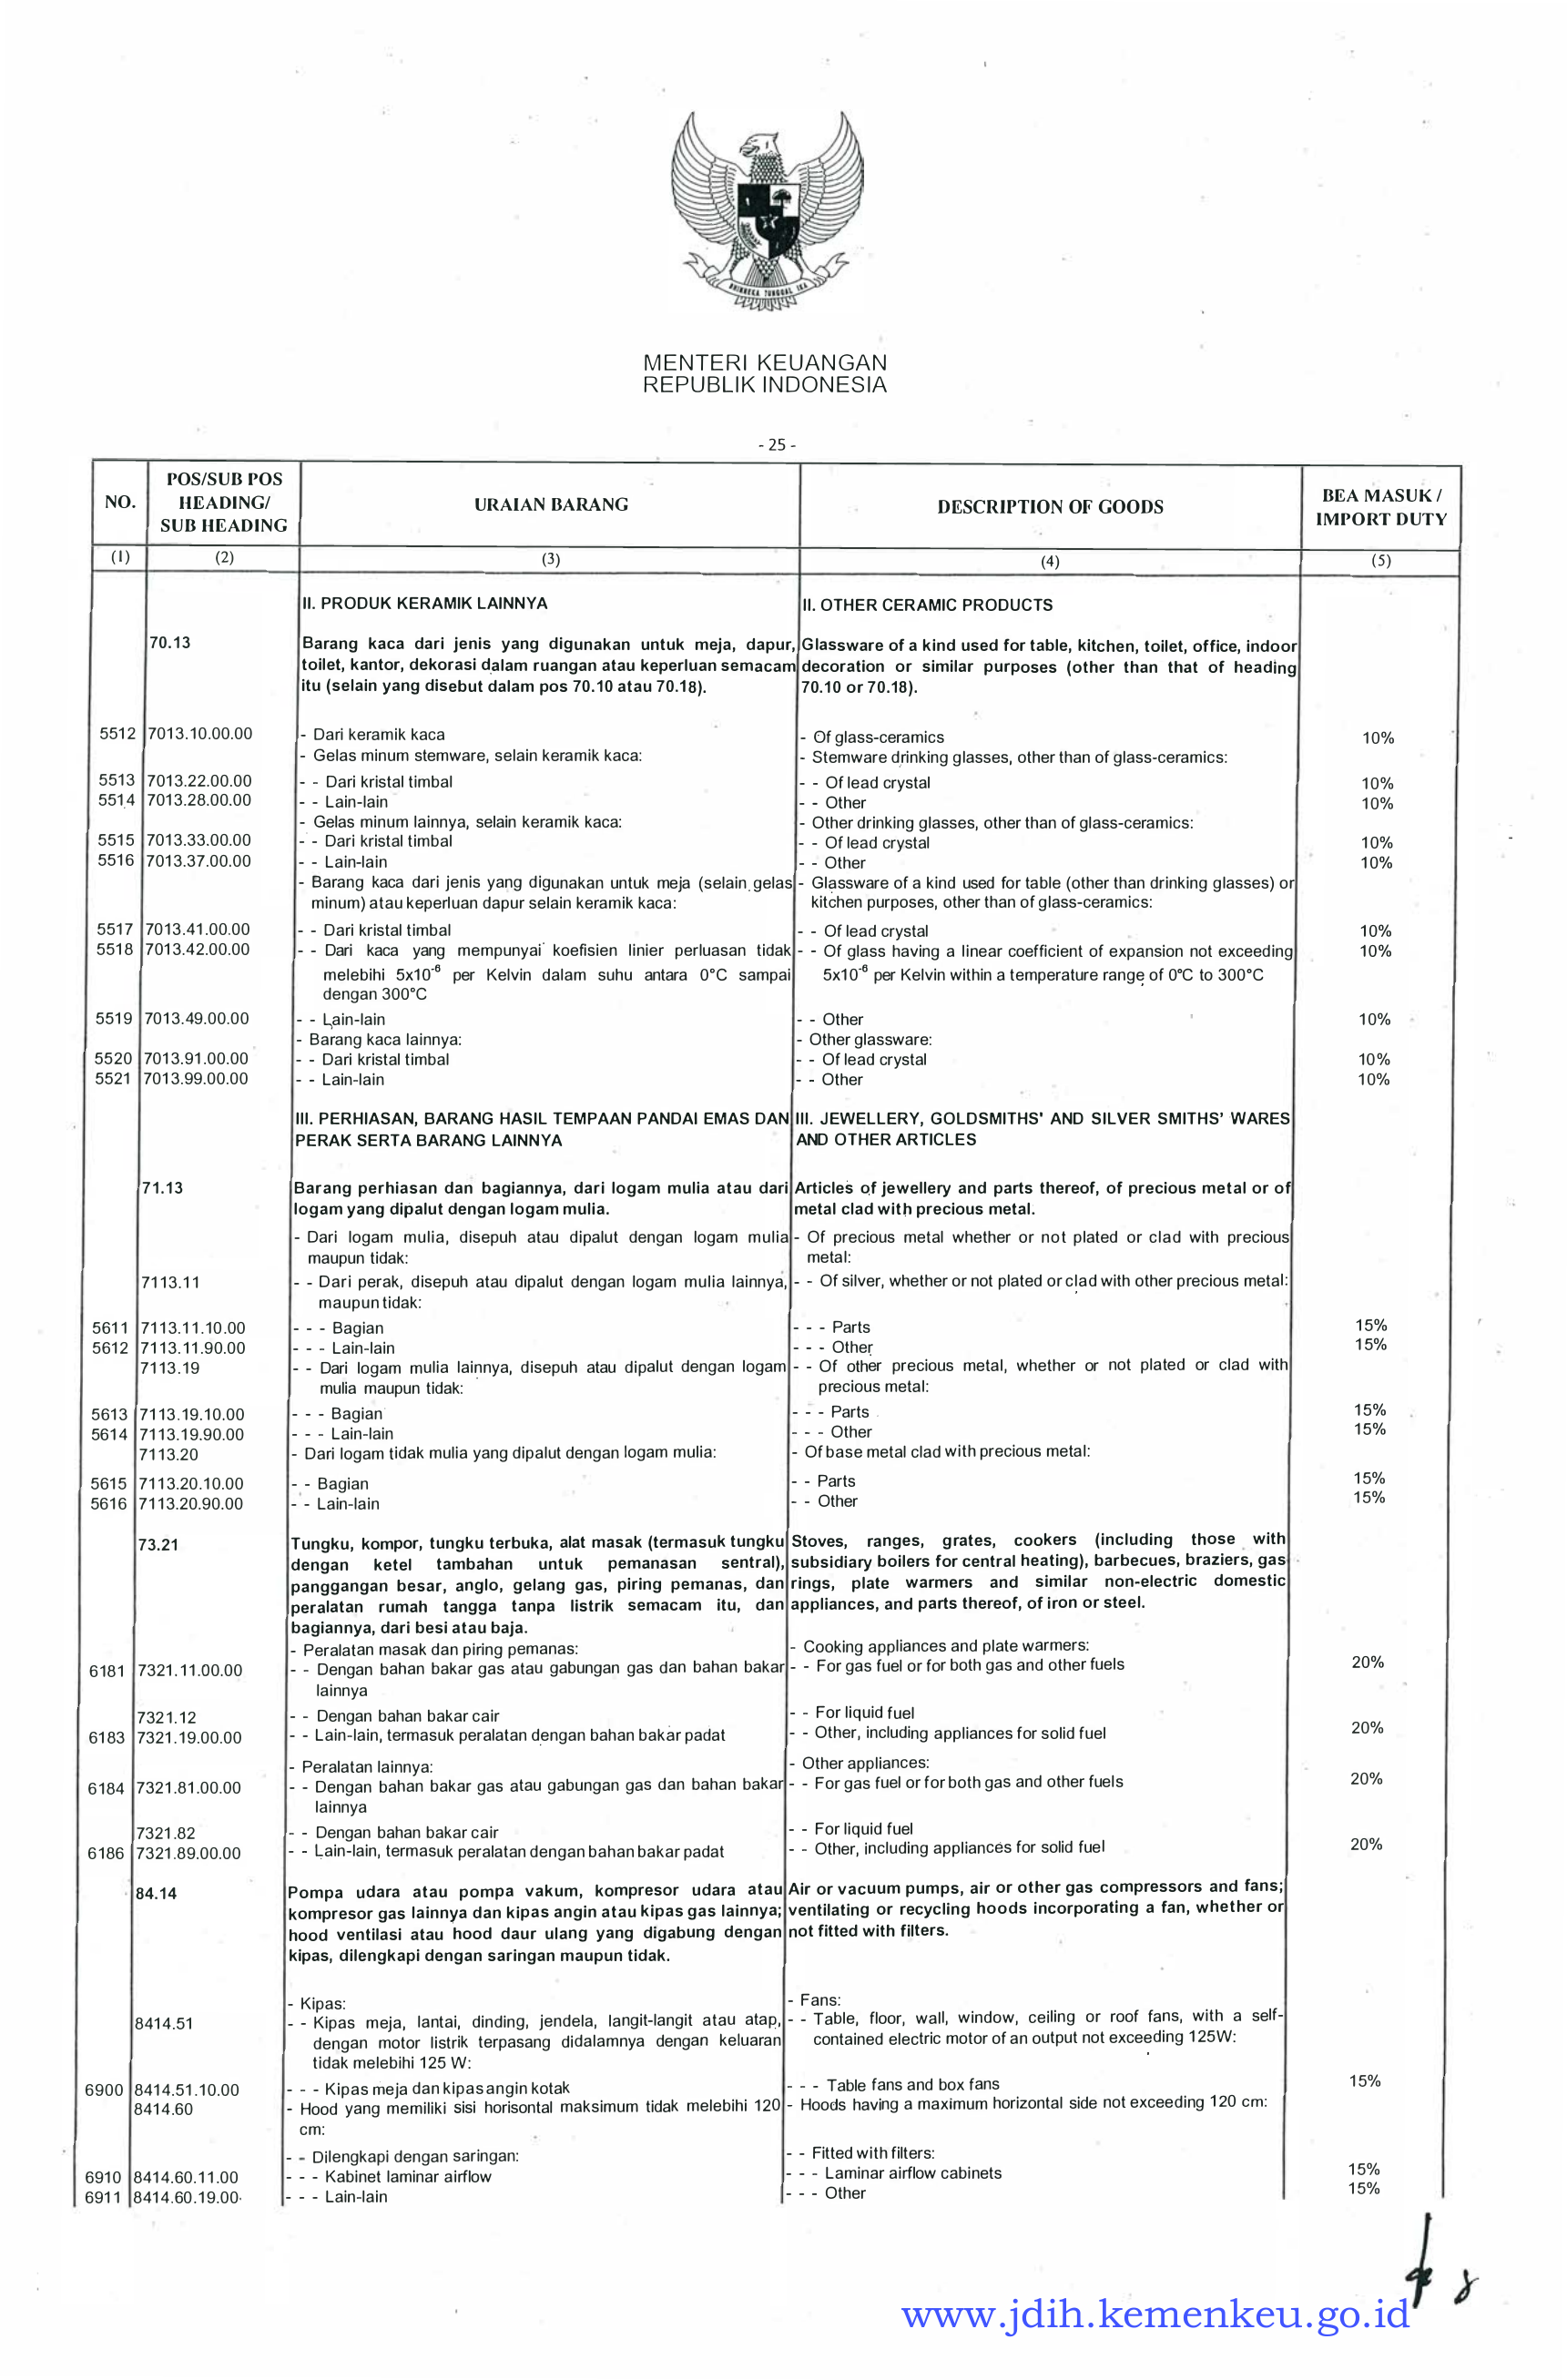 BHINNEKA TUNGGAL IKA
MENTERI KEUANGAN
REPUBLIK INDONESIA
- 25 -
NO. POS/SUB POS HEADING/ SUB HEADING URAIAN BARANG DESCRIPTION OF GOODS BEA MASUK / IMPORT DUTY
(1) (2) (3) (4) (5)
II. PRODUK KERAMIK LAINNYA II. OTHER CERAMIC PRODUCTS
70.13 Barang kaca dari jenis yang digunakan untuk meja, dapur, Glassware of a kind used for table, kitchen, toilet, office, indoor
toilet, kantor, dekorasi dalam ruangan atau keperluan semacam decoration or similar purposes (other than that of heading
itu (selain yang disebut dalam pos 70.10 atau 70.18). 70.10 or 70.18).
5512 7013.10.00.00 - Dari keramik kaca - Of glass-ceramics 10%
- Gelas minum stemware, selain keramik kaca: - Stemware drinking glasses, other than of glass-ceramics:
5513 7013.22.00.00 - - Dari kristal timbal - - Of lead crystal 10%
5514 7013.28.00.00 - - Lain-lain - - Other 10%
- Gelas minum lainnya, selain keramik kaca: - Other drinking glasses, other than of glass-ceramics:
5515 7013.33.00.00 - - Dari kristal timbal - - Of lead crystal 10%
5516 7013.37.00.00 - - Lain-lain - - Other 10%
- Barang kaca dari jenis yang digunakan untuk meja (selain gelas - Glassware of a kind used for table (other than drinking glasses) or
minum) atau keperluan dapur selain keramik kaca: kitchen purposes, other than of glass-ceramics:
5517 7013.41.00.00 - - Dari kristal timbal - - Of lead crystal 10%
5518 7013.42.00.00 - - Dari kaca yang mempunyai koefisien linier perluasan tidak - - Of glass having a linear coefficient of expansion not exceeding 10%
melebihi 5x10⁻⁶ per Kelvin dalam suhu antara 0°C sampai 5x10⁻⁶ per Kelvin within a temperature range of 0°C to 300°C
dengan 300°C
5519 7013.49.00.00 - - Lain-lain - - Other 10%
- Barang kaca lainnya: - Other glassware:
5520 7013.91.00.00 - - Dari kristal timbal - - Of lead crystal 10%
5521 7013.99.00.00 - - Lain-lain - - Other 10%
III. PERHIASAN, BARANG HASIL TEMPAAN PANDAI EMAS DAN III. JEWELLERY, GOLDSMITHS' AND SILVER SMITHS' WARES
PERAK SERTA BARANG LAINNYA AND OTHER ARTICLES
71.13 Barang perhiasan dan bagiannya, dari logam mulia atau dari Articles of jewellery and parts thereof, of precious metal or of
logam yang dipalut dengan logam mulia. metal clad with precious metal.
- Dari logam mulia, disepuh atau dipalut dengan logam mulia - Of precious metal whether or not plated or clad with precious
maupun tidak: metal:
7113.11 - - Dari perak, disepuh atau dipalut dengan logam mulia lainnya, - - Of silver, whether or not plated or clad with other precious metal:
maupun tidak:
5611 7113.11.10.00 - - - Bagian - - - Parts 15%
5612 7113.11.90.00 - - - Lain-lain - - - Other 15%
7113.19 - - Dari logam mulia lainnya, disepuh atau dipalut dengan logam - - Of other precious metal, whether or not plated or clad with
mulia maupun tidak: precious metal:
5613 7113.19.10.00 - - - Bagian - - - Parts 15%
5614 7113.19.90.00 - - - Lain-lain - - - Other 15%
7113.20 - Dari logam tidak mulia yang dipalut dengan logam mulia: - Of base metal clad with precious metal:
5615 7113.20.10.00 - - Bagian - - Parts 15%
5616 7113.20.90.00 - - Lain-lain - - Other 15%
73.21 Tungku, kompor, tungku terbuka, alat masak (termasuk tungku Stoves, ranges, grates, cookers (including those with
dengan ketel tambahan untuk pemanasan sentral), subsidiary boilers for central heating), barbecues, braziers, gas
panggangan besar, anglo, gelang gas, piring pemanas, dan rings, plate warmers and similar non-electric domestic
peralatan rumah tangga tanpa listrik semacam itu, dan appliances, and parts thereof, of iron or steel.
bagiannya, dari besi atau baja.
- Peralatan masak dan piring pemanas: - Cooking appliances and plate warmers:
6181 7321.11.00.00 - - Dengan bahan bakar gas atau gabungan gas dan bahan bakar - - For gas fuel or for both gas and other fuels 20%
lainnya
7321.12 - - Dengan bahan bakar cair - - For liquid fuel
6183 7321.19.00.00 - - Lain-lain, termasuk peralatan dengan bahan bakar padat - - Other, including appliances for solid fuel 20%
- Peralatan lainnya: - Other appliances:
6184 7321.81.00.00 - - Dengan bahan bakar gas atau gabungan gas dan bahan bakar - - For gas fuel or for both gas and other fuels 20%
lainnya
7321.82 - - Dengan bahan bakar cair - - For liquid fuel
6186 7321.89.00.00 - - Lain-lain, termasuk peralatan dengan bahan bakar padat - - Other, including appliances for solid fuel 20%
84.14 Pompa udara atau pompa vakum, kompresor udara atau Air or vacuum pumps, air or other gas compressors and fans;
kompresor gas lainnya dan kipas angin atau kipas gas lainnya; ventilating or recycling hoods incorporating a fan, whether or
hood ventilasi atau hood daur ulang yang digabung dengan not fitted with filters.
kipas, dilengkapi dengan saringan maupun tidak.
- Kipas: - Fans:
8414.51 - - Kipas meja, lantai, dinding, jendela, langit-langit atau atap, - - Table, floor, wall, window, ceiling or roof fans, with a self-
dengan motor listrik terpasang didalamnya dengan keluaran contained electric motor of an output not exceeding 125W:
tidak melebihi 125 W:
6900 8414.51.10.00 - - - Kipas meja dan kipas angin kotak - - - Table fans and box fans 15%
8414.60 - Hood yang memiliki sisi horisontal maksimum tidak melebihi 120 - Hoods having a maximum horizontal side not exceeding 120 cm:
cm:
- - Dilengkapi dengan saringan: - - Fitted with filters:
6910 8414.60.11.00 - - - Kabinet laminar airflow - - - Laminar airflow cabinets 15%
6911 8414.60.19.00 - - - Lain-lain - - - Other 15%
www.jdih.kemenkeu.go.id